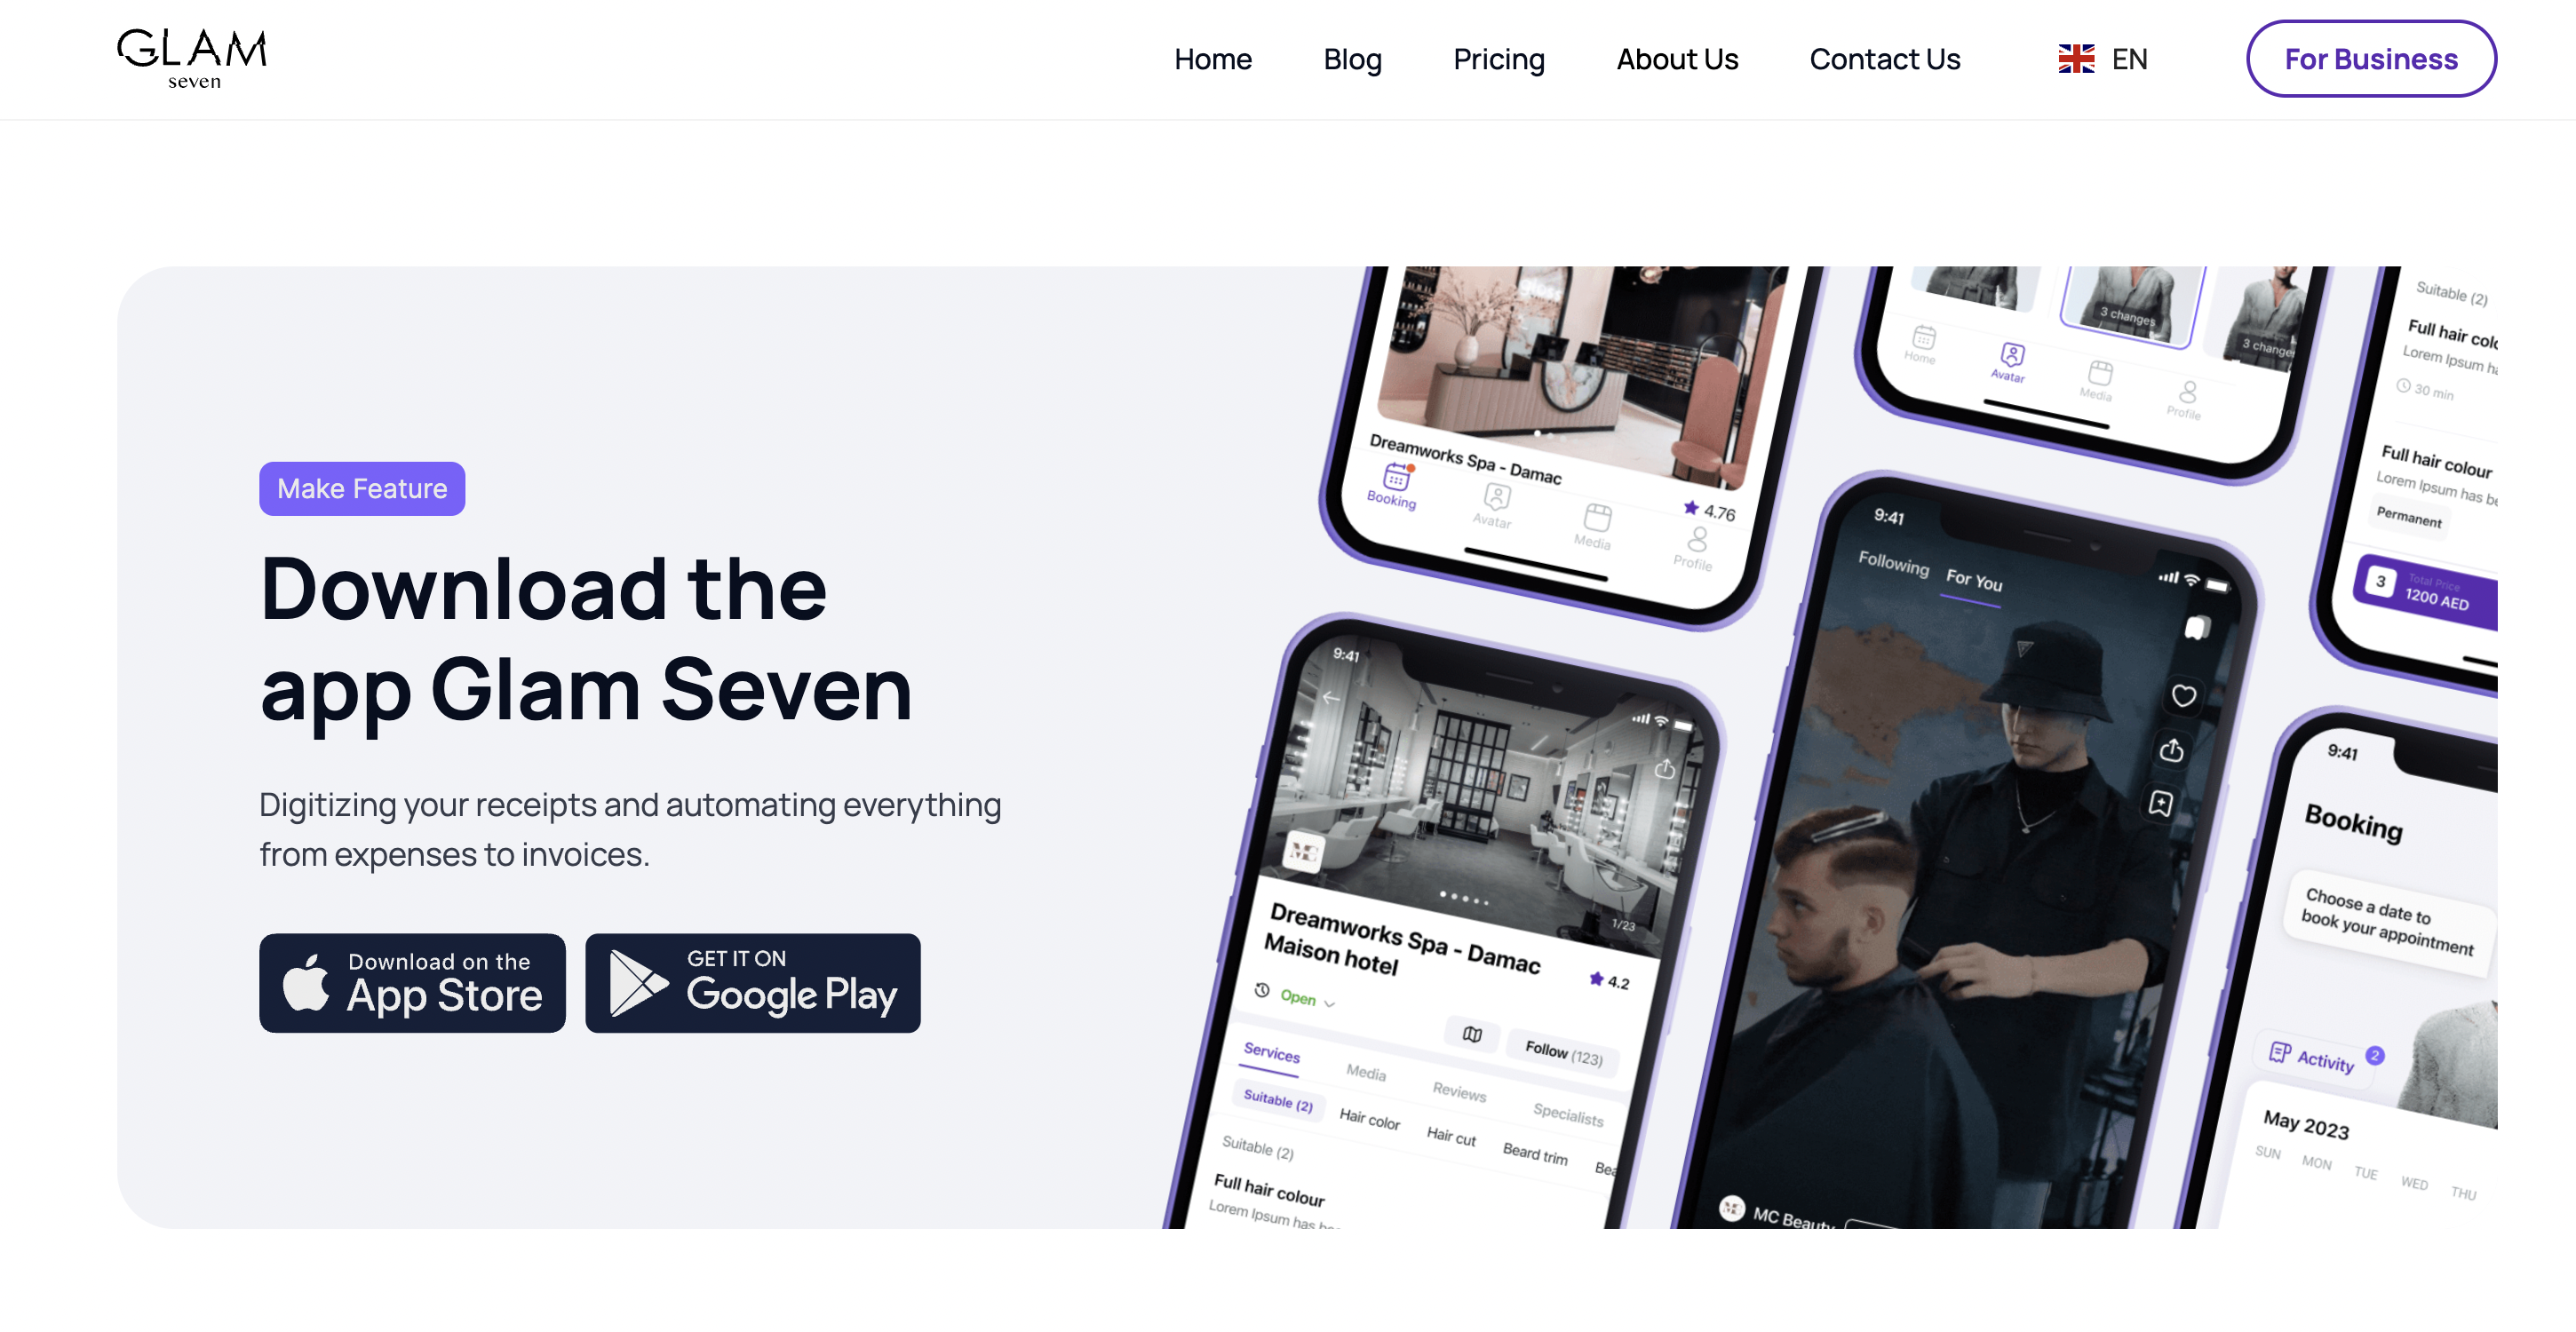 GLAM
seven
Home
Blog
Pricing
About Us
Contact Us
EN
For Business
Make Feature
Download the
app Glam Seven
Digitizing your receipts and automating everything
from expenses to invoices.
Download on the
App Store
GET IT ON
Google Play
gloss
Dreamworks Spa - Damac
4.76
Booking
Avatar
Media
Profile
3 changes
3 change
Home
Avatar
Media
Profile
Suitable (2)
Full hair colo
Lorem Ipsum ha
30 min
Full hair colour
Lorem Ipsum has be
Permanent
3
Total Price
1200 AED
9:41
MC
1/23
Dreamworks Spa - Damac
Maison hotel
4.2
Open
Follow (123)
Services
Media
Reviews
Specialists
Suitable (2)
Hair color
Hair cut
Beard trim
Bea
Suitable (2)
Full hair colour
Lorem Ipsum has be
9:41
Following
For You
MC Beauty
9:41
Booking
Choose a date to
book your appointment
Activity
2
May 2023
SUN
MON
TUE
WED
THU